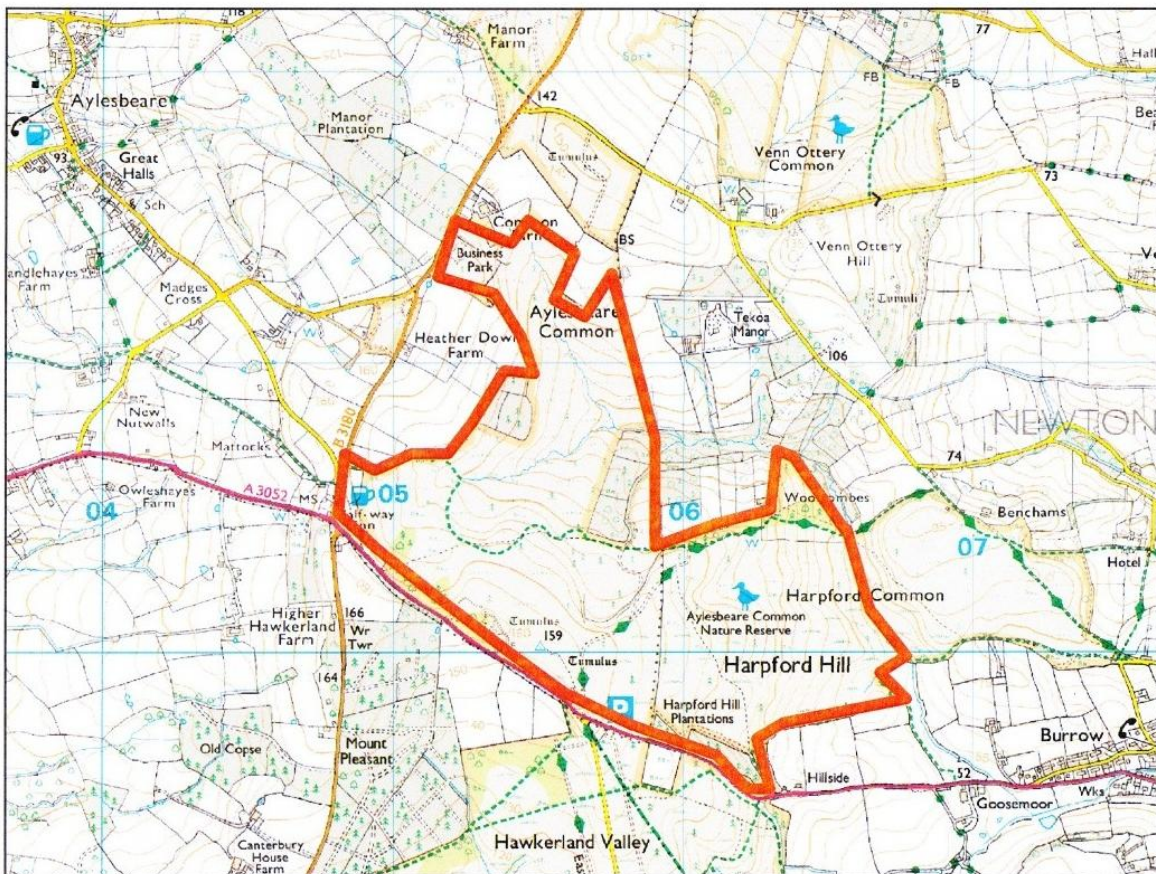 118
Manor
Farm
77
Hall
FB
FB
142
Aylesbeare
Manor
Plantation
Tumulus
Venn Ottery
Common
93
Great
Halls
73
Sch
W
BS
Business
Park
Venn Ottery
Hill
Farm
Madges
Cross
Tumuli
Aylesbeare
Common
Tekoa
Manor
W
Heather Down
Farm
106
B 3180
New
Nutwalls
NEWTON
Mattocks
74
A 3052
Owleshayes
Farm
MS
05
04
W
06
Benchams
07
W
Hotel
Harpford Common
Higher
Hawkerland
Farm
166
Wr
Twr
Tumulus
159
Aylesbeare Common
Nature Reserve
Tumulus
Harpford Hill
164
P
Harpford Hill
Plantations
Old Copse
Mount
Pleasant
Burrow
Hillside
52
Goosemoor
Wks
Hawkerland Valley
Canterbury
House
Farm